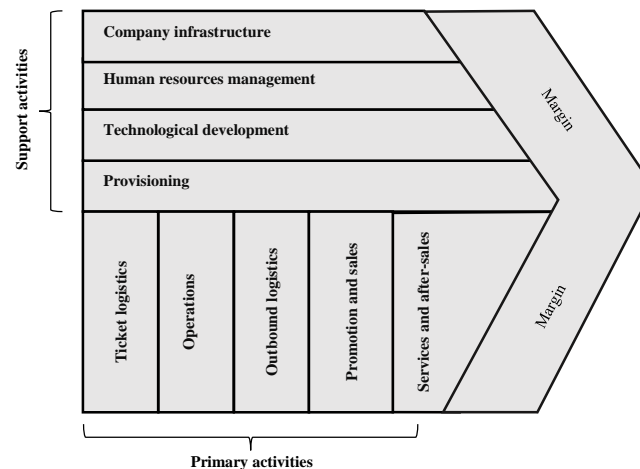 Company infrastructure
Human resources management
Technological development
Provisioning
Support activities
Margin
Margin
Ticket logistics
Operations
Outbound logistics
Promotion and sales
Services and after-sales
Primary activities